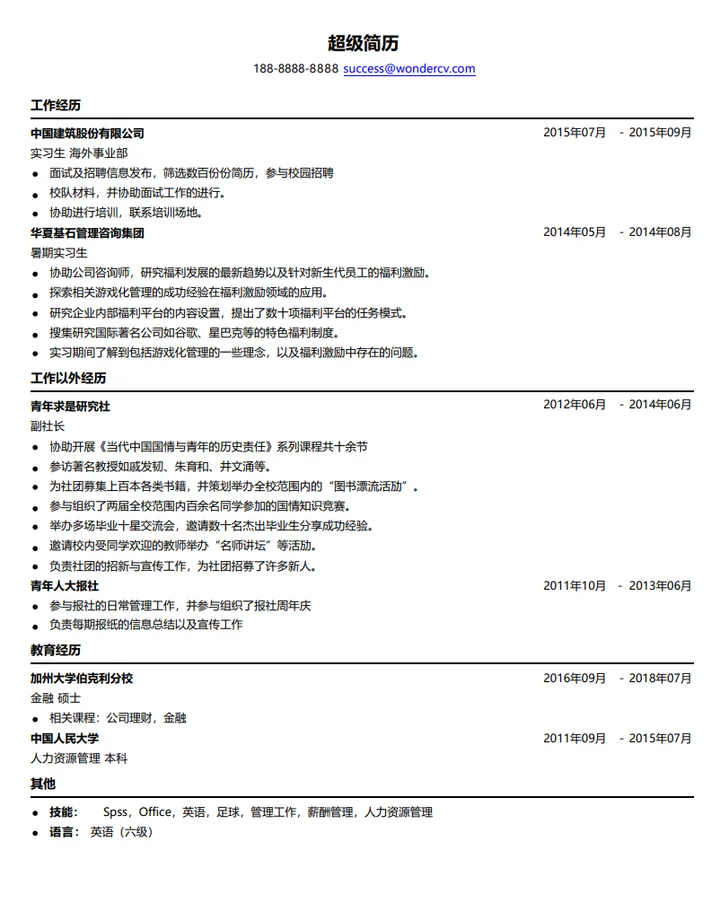 超级简历
188-8888-8888 success@wondercv.com
工作经历
中国建筑股份有限公司 2015年07月 - 2015年09月
实习生 海外事业部
● 面试及招聘信息发布，筛选数百份份简历，参与校园招聘
● 校队材料，并协助面试工作的进行。
● 协助进行培训，联系培训场地。
华夏基石管理咨询集团 2014年05月 - 2014年08月
暑期实习生
● 协助公司咨询师，研究福利发展的最新趋势以及针对新生代员工的福利激励。
● 探索相关游戏化管理的成功经验在福利激励领域的应用。
● 研究企业内部福利平台的内容设置，提出了数十项福利平台的任务模式。
● 搜集研究国际著名公司如谷歌、星巴克等的特色福利制度。
● 实习期间了解到包括游戏化管理的一些理念，以及福利激励中存在的问题。
工作以外经历
青年求是研究社 2012年06月 - 2014年06月
副社长
● 协助开展《当代中国国情与青年的历史责任》系列课程共十余节
● 参访著名教授如戚发轫、朱育和、井文涌等。
● 为社团募集上百本各类书籍，并策划举办全校范围内的“图书漂流活动”。
● 参与组织了两届全校范围内百余名同学参加的国情知识竞赛。
● 举办多场毕业十星交流会，邀请数十名杰出毕业生分享成功经验。
● 邀请校内受同学欢迎的教师举办“名师讲坛”等活动。
● 负责社团的招新与宣传工作，为社团招募了许多新人。
青年人大报社 2011年10月 - 2013年06月
● 参与报社的日常管理工作，并参与组织了报社周年庆
● 负责每期报纸的信息总结以及宣传工作
教育经历
加州大学伯克利分校 2016年09月 - 2018年07月
金融 硕士
● 相关课程：公司理财，金融
中国人民大学 2011年09月 - 2015年07月
人力资源管理 本科
其他
● 技能： Spss，Office，英语，足球，管理工作，薪酬管理，人力资源管理
● 语言： 英语（六级）